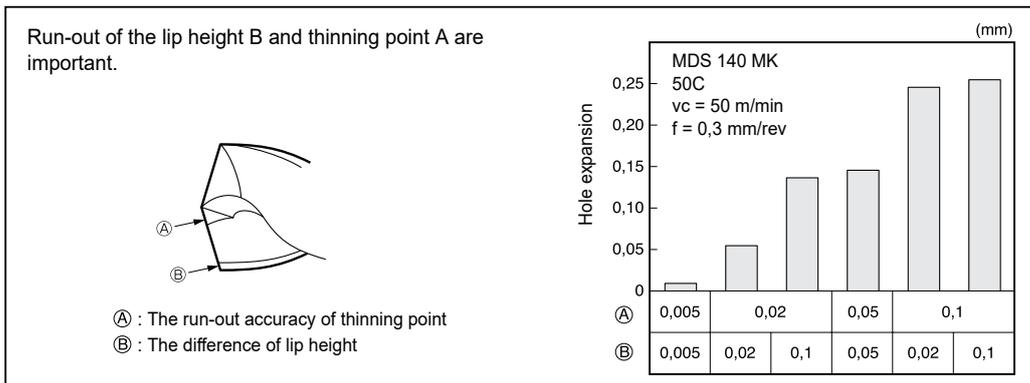 Run-out of the lip height B and thinning point A are
important.
Ⓐ
Ⓑ
Ⓐ : The run-out accuracy of thinning point
Ⓑ : The difference of lip height
(mm)
MDS 140 MK
50C
vc = 50 m/min
f = 0,3 mm/rev
Hole expansion
0,25
0,20
0,15
0,10
0,05
0
Ⓐ 0,005 0,02 0,05 0,1
Ⓑ 0,005 0,02 0,1 0,05 0,02 0,1